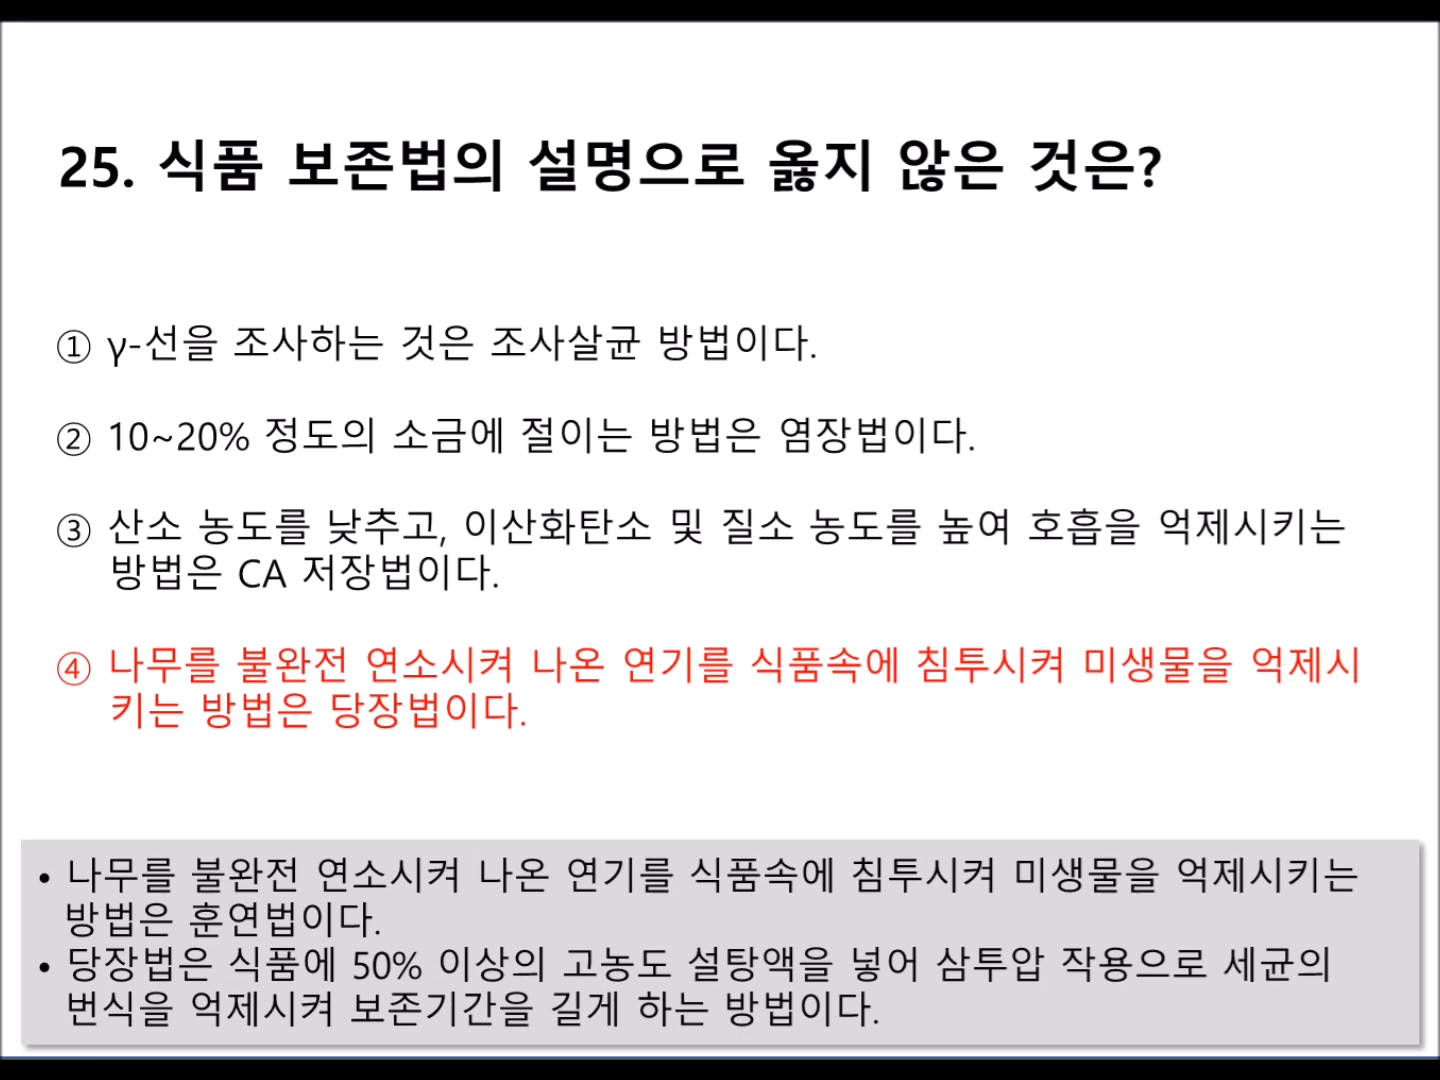 25. 식품 보존법의 설명으로 옳지 않은 것은?
① γ-선을 조사하는 것은 조사살균 방법이다.
② 10~20% 정도의 소금에 절이는 방법은 염장법이다.
③ 산소 농도를 낮추고, 이산화탄소 및 질소 농도를 높여 호흡을 억제시키는
방법은 CA 저장법이다.
④ 나무를 불완전 연소시켜 나온 연기를 식품속에 침투시켜 미생물을 억제시
키는 방법은 당장법이다.
• 나무를 불완전 연소시켜 나온 연기를 식품속에 침투시켜 미생물을 억제시키는
방법은 훈연법이다.
• 당장법은 식품에 50% 이상의 고농도 설탕액을 넣어 삼투압 작용으로 세균의
번식을 억제시켜 보존기간을 길게 하는 방법이다.